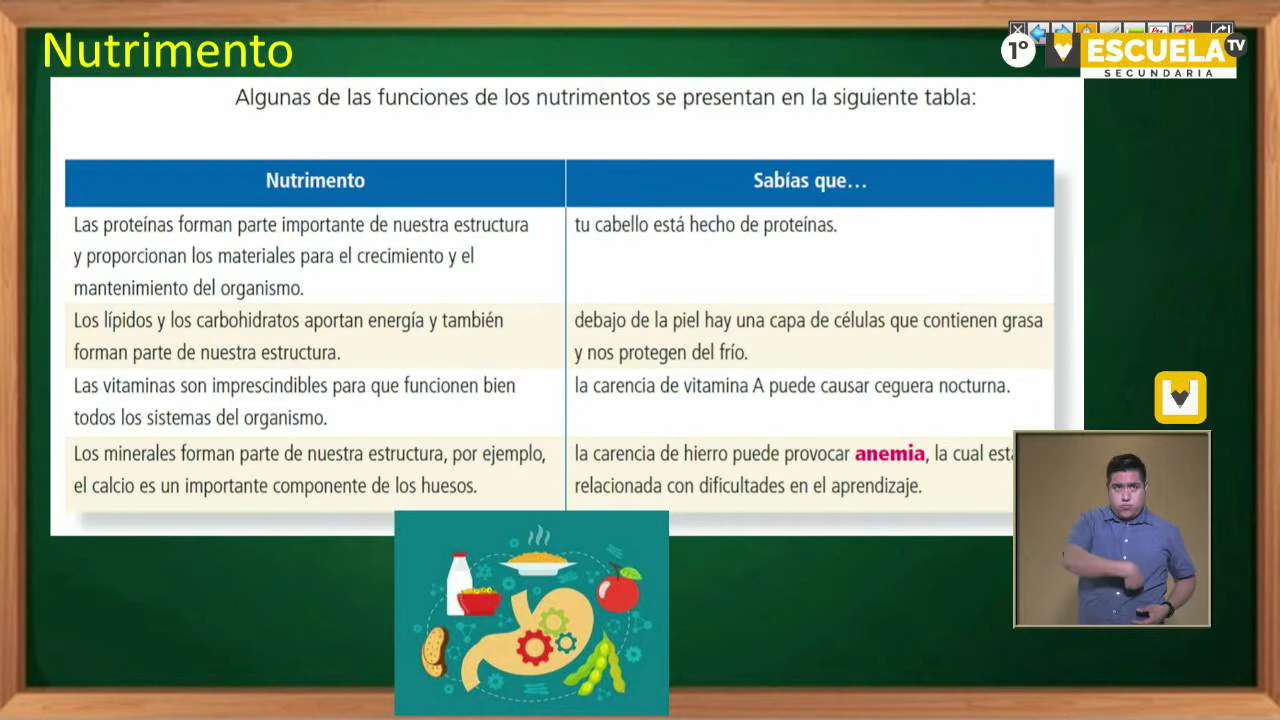 Nutrimento
1º
ESCUELA TV
SECUNDARIA
Algunas de las funciones de los nutrimentos se presentan en la siguiente tabla:
Nutrimento
Sabías que…
Las proteínas forman parte importante de nuestra estructura
y proporcionan los materiales para el crecimiento y el
mantenimiento del organismo.
tu cabello está hecho de proteínas.
Los lípidos y los carbohidratos aportan energía y también
forman parte de nuestra estructura.
debajo de la piel hay una capa de células que contienen grasa
y nos protegen del frío.
Las vitaminas son imprescindibles para que funcionen bien
todos los sistemas del organismo.
la carencia de vitamina A puede causar ceguera nocturna.
Los minerales forman parte de nuestra estructura, por ejemplo,
el calcio es un importante componente de los huesos.
la carencia de hierro puede provocar anemia, la cual está
relacionada con dificultades en el aprendizaje.